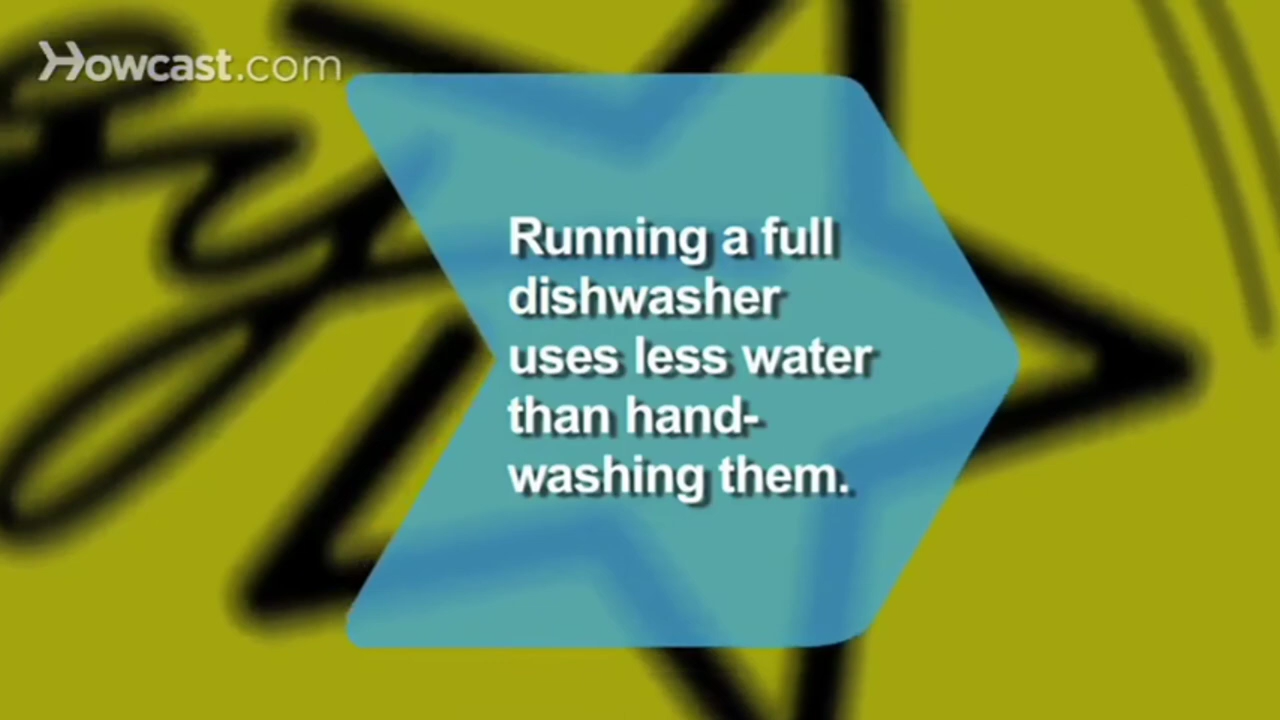 Howcast.com
Running a full
dishwasher
uses less water
than hand-
washing them.